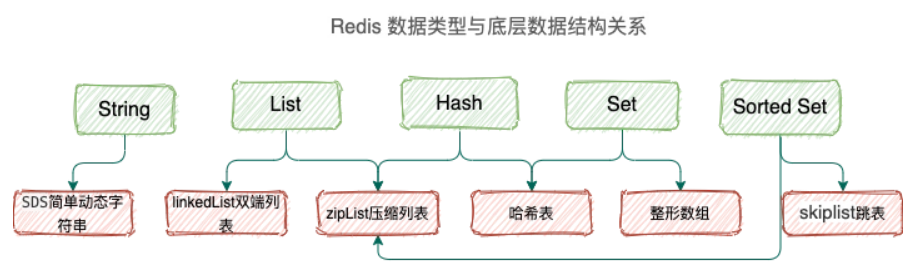 Redis 数据类型与底层数据结构关系
String
List
Hash
Set
Sorted Set
SDS简单动态字
符串
linkedList双端列
表
zipList压缩列表
哈希表
整形数组
skiplist跳表